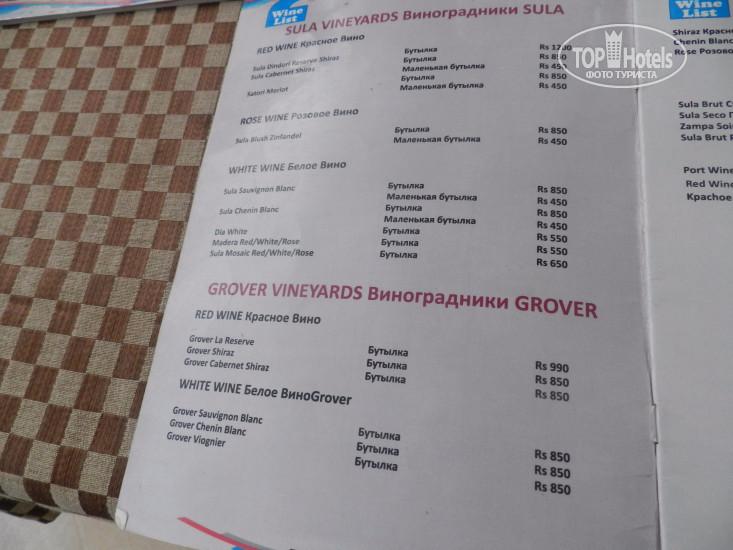 Wine
List
SULA VINEYARDS Виноградники SULA
RED WINE Красное Вино
Sula Dindori Reserve Shiraz Бутылка Rs 1200
Sula Cabernet Shiraz Бутылка Rs 850
Маленькая бутылка Rs 450
Satori Merlot Бутылка Rs 850
Маленькая бутылка Rs 450
ROSE WINE Розовое Вино
Sula Blush Zinfandel Бутылка Rs 850
Маленькая бутылка Rs 450
WHITE WINE Белое Вино
Sula Sauvignon Blanc Бутылка Rs 850
Маленькая бутылка Rs 450
Sula Chenin Blanc Бутылка Rs 850
Маленькая бутылка Rs 450
Dia White Бутылка Rs 550
Madera Red/White/Rose Бутылка Rs 550
Sula Mosaic Red/White/Rose Бутылка Rs 650
GROVER VINEYARDS Виноградники GROVER
RED WINE Красное Вино
Grover La Reserve Бутылка Rs 990
Grover Shiraz Бутылка Rs 850
Grover Cabernet Shiraz Бутылка Rs 850
WHITE WINE Белое ВиноGrover
Grover Sauvignon Blanc Бутылка Rs 850
Grover Chenin Blanc Бутылка Rs 850
Grover Viognier Бутылка Rs 850
Wine
List
Shiraz Красн
Chenin Blanc
Rose Розово
Sula Brut
Sula Seco
Zampa Soi
Sula Brut
Port Wine
Red Wine
Красное
TOP Hotels
ФОТО ТУРИСТА